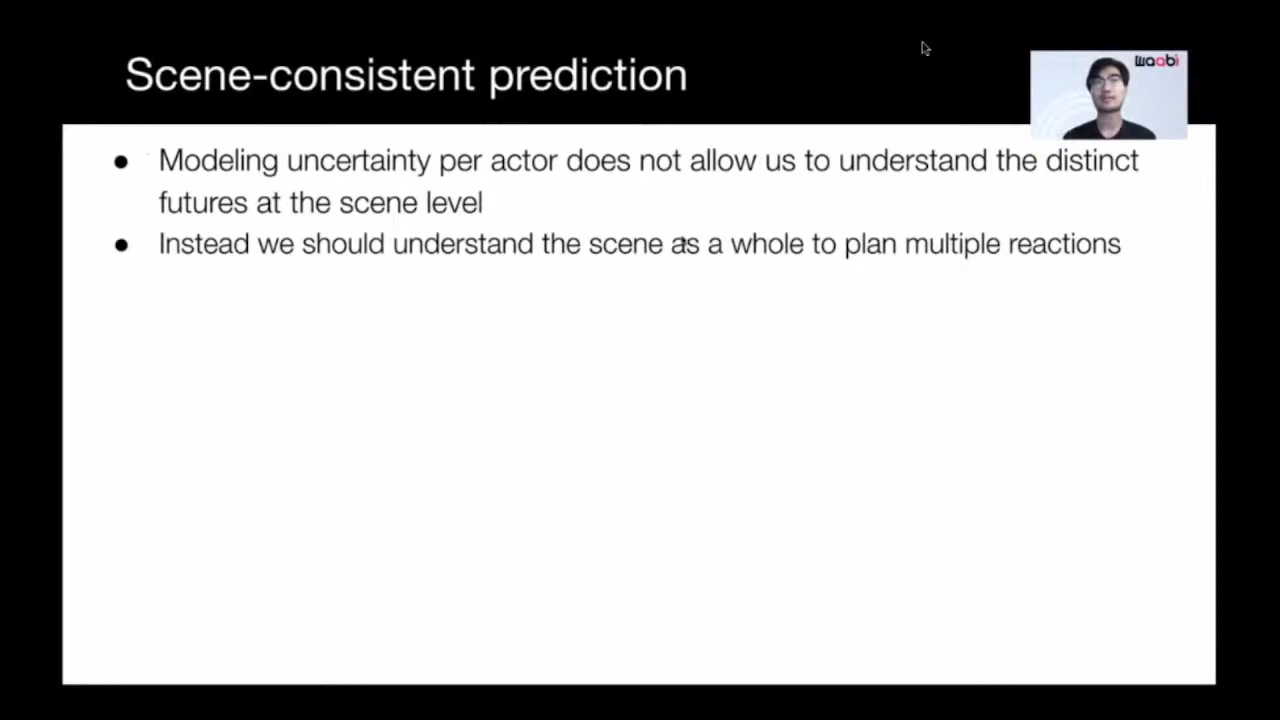 Scene-consistent prediction
waabi
● Modeling uncertainty per actor does not allow us to understand the distinct
futures at the scene level
● Instead we should understand the scene as a whole to plan multiple reactions